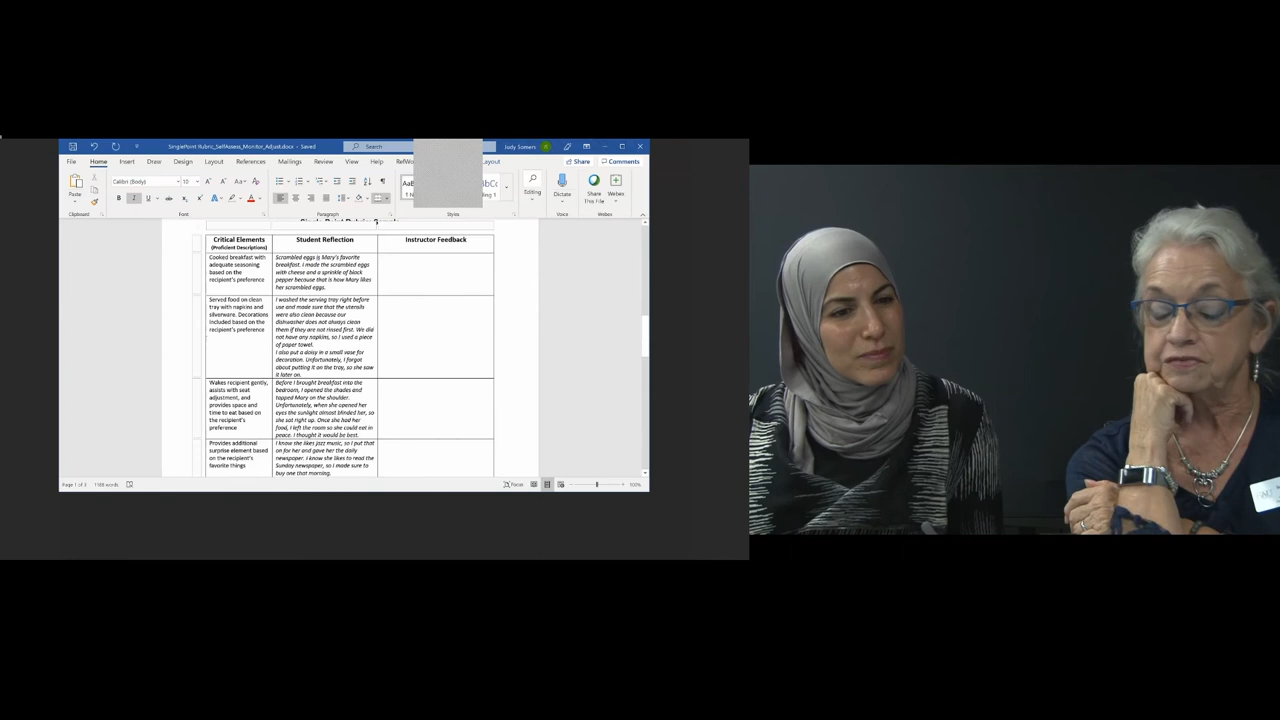 SinglePoint Rubric_SelfAssess_Monitor_Adjust.docx - Saved
Search
Judy Somers
File Home Insert Draw Design Layout References Mailings Review View Help
Layout
Share
Comments
Paste
Calibri (Body)
10
Editing
Dictate
Share This File
Webex
Clipboard
Font
Paragraph
Styles
Voice
Webex
Critical Elements
(Proficient Descriptions)
Student Reflection
Instructor Feedback
Cooked breakfast with
adequate seasoning
based on the
recipient's preference
Scrambled eggs is Mary's favorite
breakfast. I made the scrambled eggs
with cheese and a sprinkle of black
pepper because that is how Mary likes
her scrambled eggs.
Served food on clean
tray with napkins and
silverware. Decorations
included based on the
recipient's preference
I washed the serving tray right before
use and made sure that the utensils
were also clean because our
dishwasher does not always clean
them if they are not rinsed first. We did
not have any napkins, so I used a piece
of paper towel.
I also put a daisy in a small vase for
decoration. Unfortunately, I forgot
about putting it on the tray, so she saw
it later on.
Wakes recipient gently,
assists with seat
adjustment, and
provides space and
time to eat based on
the recipient's
preference
Before I brought breakfast into the
bedroom, I opened the shades and
tapped Mary on the shoulder.
Unfortunately, when she opened her
eyes the sunlight almost blinded her, so
she sat right up. Once she had her
food, I left the room so she could eat in
peace. I thought it would be best.
Provides additional
surprise element based
on the recipient's
favorite things
I know she likes jazz music, so I put that
on for her and gave her the daily
newspaper. I know she likes to read the
Sunday newspaper, so I made sure to
buy one that morning.
Page 1 of 3
1188 words
Focus
100%